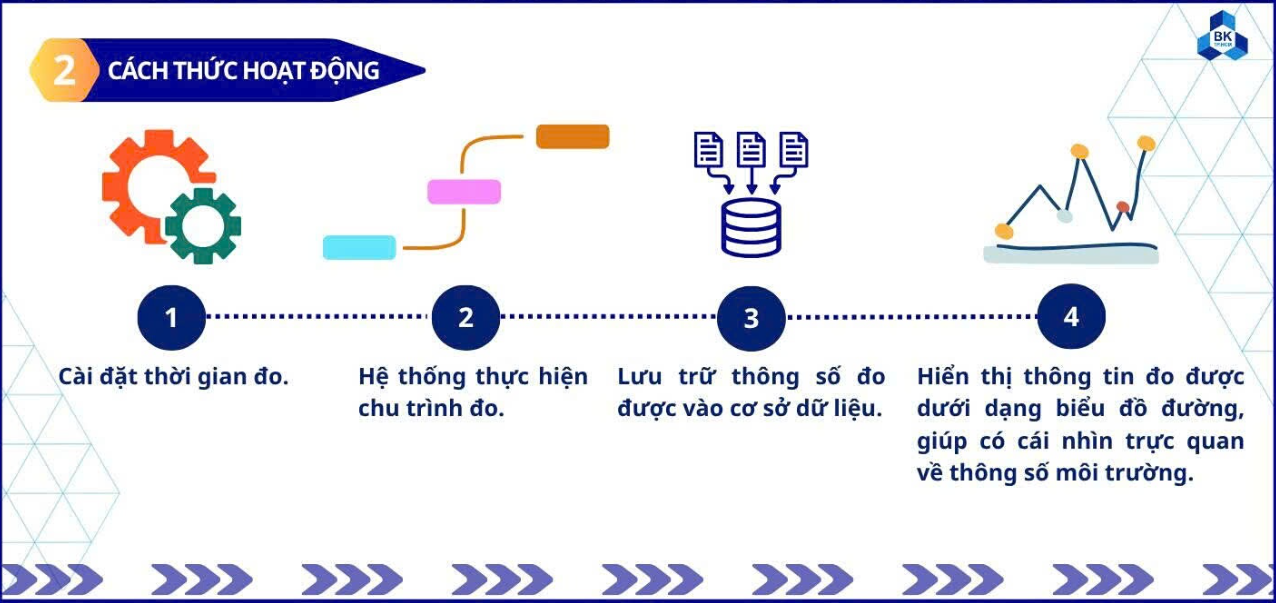 BK
TP.HCM
2
CÁCH THỨC HOẠT ĐỘNG
1
2
3
4
Cài đặt thời gian đo.
Hệ thống thực hiện
chu trình đo.
Lưu trữ thông số đo
được vào cơ sở dữ liệu.
Hiển thị thông tin đo được
dưới dạng biểu đồ đường,
giúp có cái nhìn trực quan
về thông số môi trường.